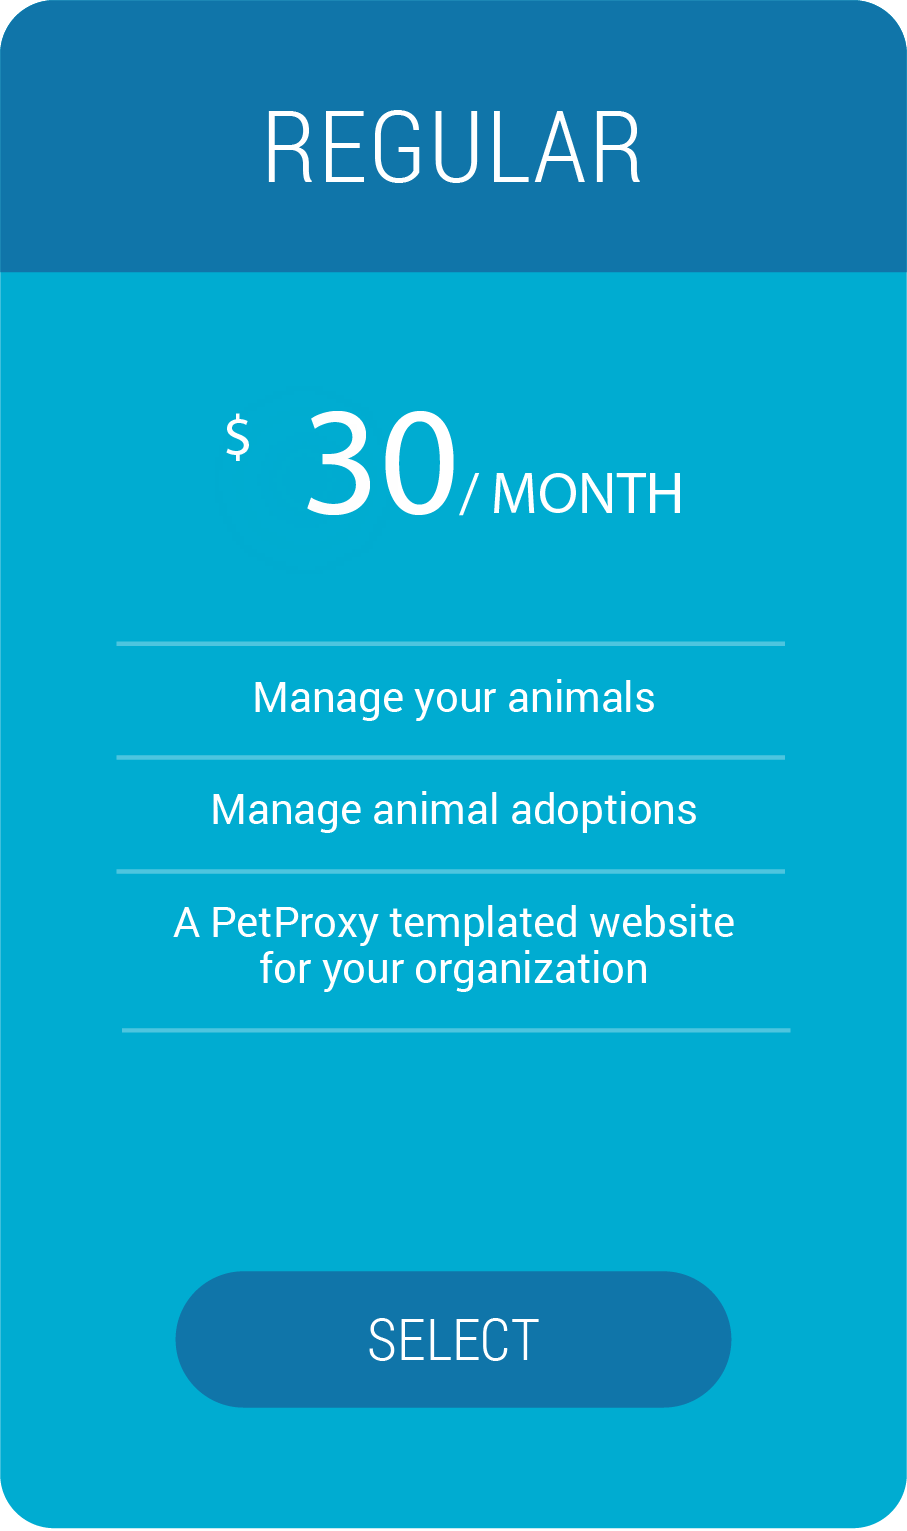 REGULAR
$ 30/ MONTH
Manage your animals
Manage animal adoptions
A PetProxy templated website
for your organization
SELECT